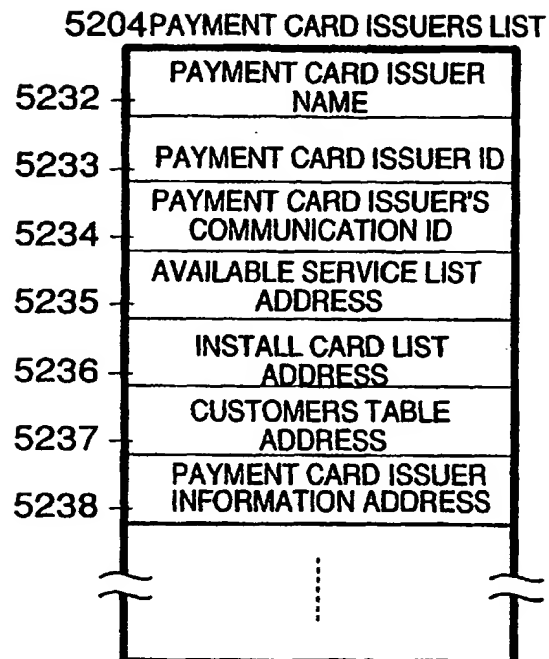 5204 PAYMENT CARD ISSUERS LIST
5232 PAYMENT CARD ISSUER
NAME
5233 PAYMENT CARD ISSUER ID
5234 PAYMENT CARD ISSUER'S
COMMUNICATION ID
5235 AVAILABLE SERVICE LIST
ADDRESS
5236 INSTALL CARD LIST
ADDRESS
5237 CUSTOMERS TABLE
ADDRESS
5238 PAYMENT CARD ISSUER
INFORMATION ADDRESS